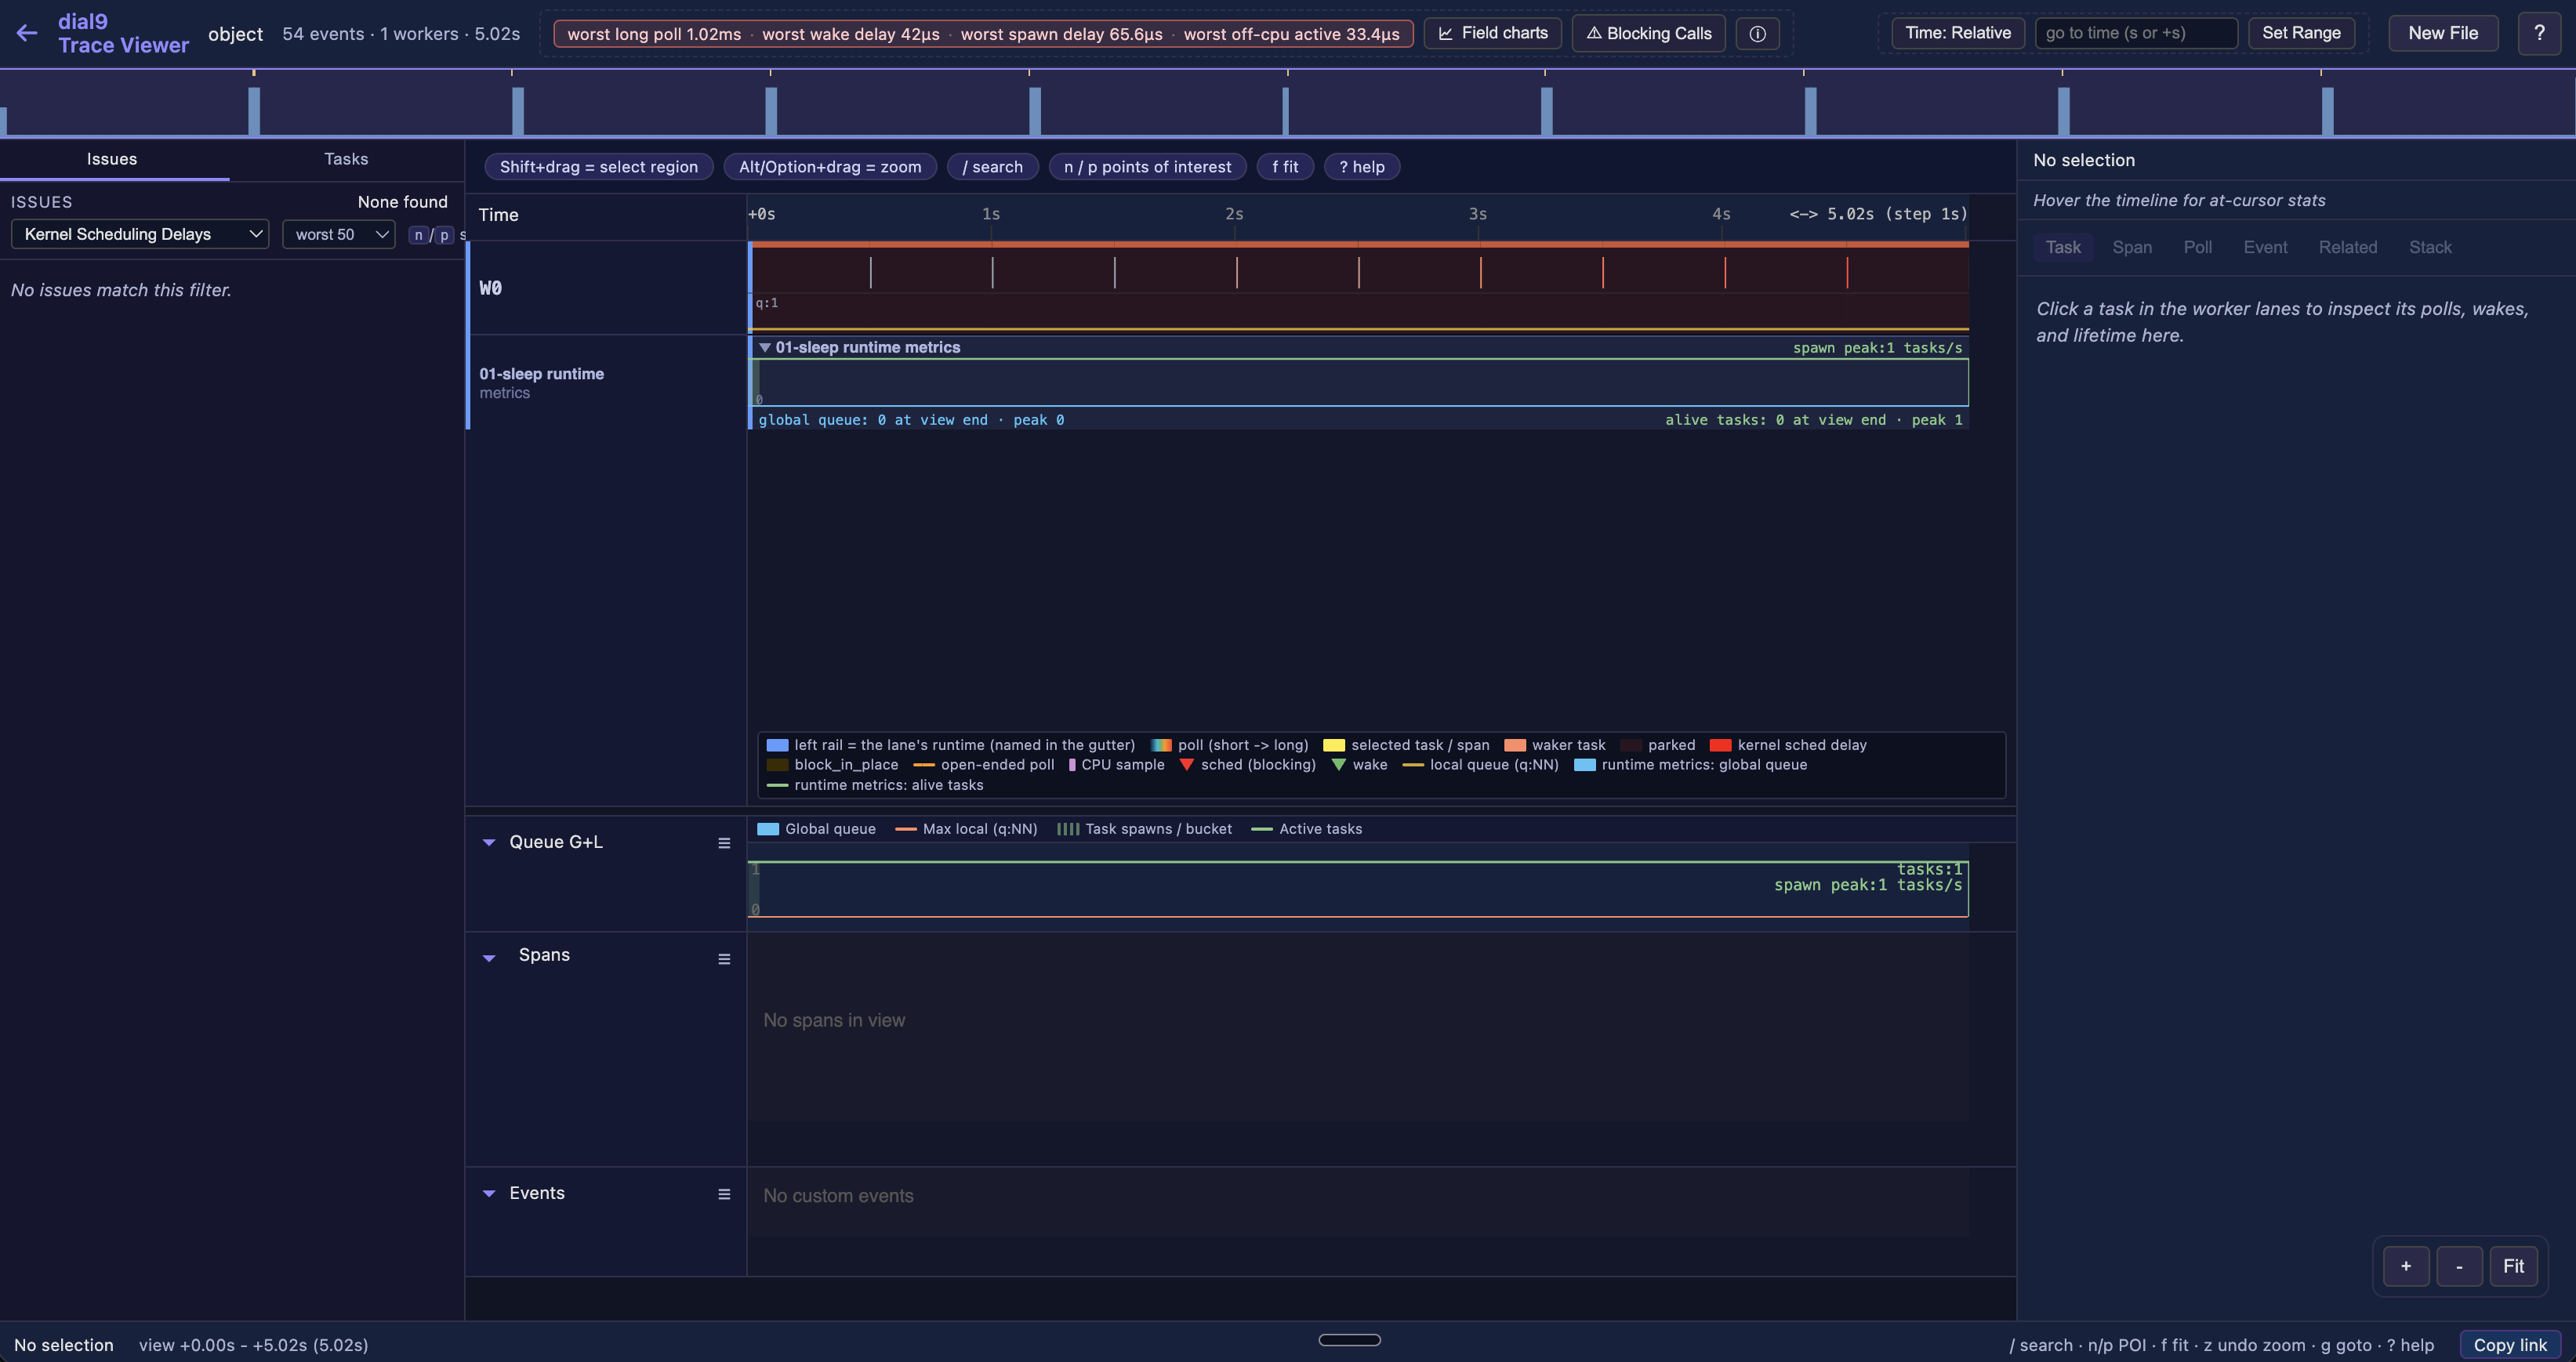 dial9
Trace Viewer
object
54 events · 1 workers · 5.02s
worst long poll 1.02ms · worst wake delay 42µs · worst spawn delay 65.6µs · worst off-cpu active 33.4µs
Field charts
⚠ Blocking Calls
Time: Relative
go to time (s or +s)
Set Range
New File
?
Issues
Tasks
ISSUES
None found
Kernel Scheduling Delays
worst 50
n/p s
No issues match this filter.
Shift+drag = select region
Alt/Option+drag = zoom
/ search
n / p points of interest
f fit
? help
Time
+0s
1s
2s
3s
4s
<-> 5.02s (step 1s)
W0
q:1
01-sleep runtime
metrics
▼ 01-sleep runtime metrics
spawn peak:1 tasks/s
0
global queue: 0 at view end · peak 0
alive tasks: 0 at view end · peak 1
left rail = the lane's runtime (named in the gutter)
poll (short -> long)
selected task / span
waker task
parked
kernel sched delay
block_in_place
open-ended poll
CPU sample
sched (blocking)
wake
local queue (q:NN)
runtime metrics: global queue
runtime metrics: alive tasks
Queue G+L
Global queue
Max local (q:NN)
Task spawns / bucket
Active tasks
1
tasks:1
spawn peak:1 tasks/s
0
Spans
No spans in view
Events
No custom events
No selection
Hover the timeline for at-cursor stats
Task
Span
Poll
Event
Related
Stack
Click a task in the worker lanes to inspect its polls, wakes,
and lifetime here.
+
-
Fit
No selection
view +0.00s - +5.02s (5.02s)
/ search · n/p POI · f fit · z undo zoom · g goto · ? help
Copy link